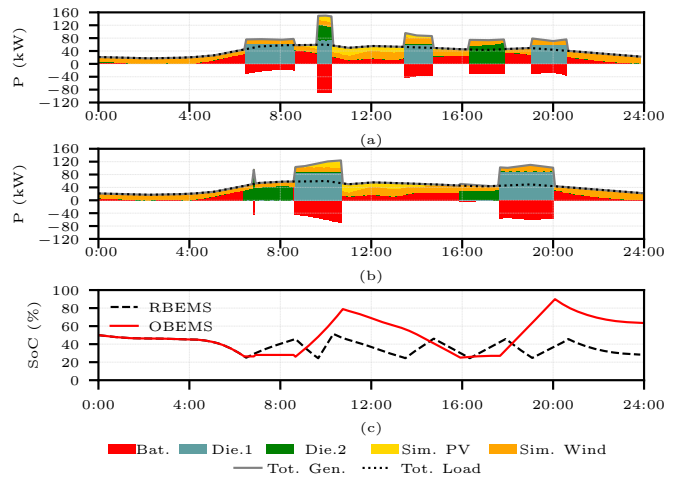 160
120
80
40
0
−40
−80
−120
P (kW)
0:00 4:00 8:00 12:00 16:00 20:00 24:00
(a)
160
120
80
40
0
−40
−80
−120
P (kW)
0:00 4:00 8:00 12:00 16:00 20:00 24:00
(b)
100
80
60
40
20
0
SoC (%)
RBEMS
OBEMS
0:00 4:00 8:00 12:00 16:00 20:00 24:00
(c)
Bat. Die.1 Die.2 Sim. PV Sim. Wind
Tot. Gen. Tot. Load